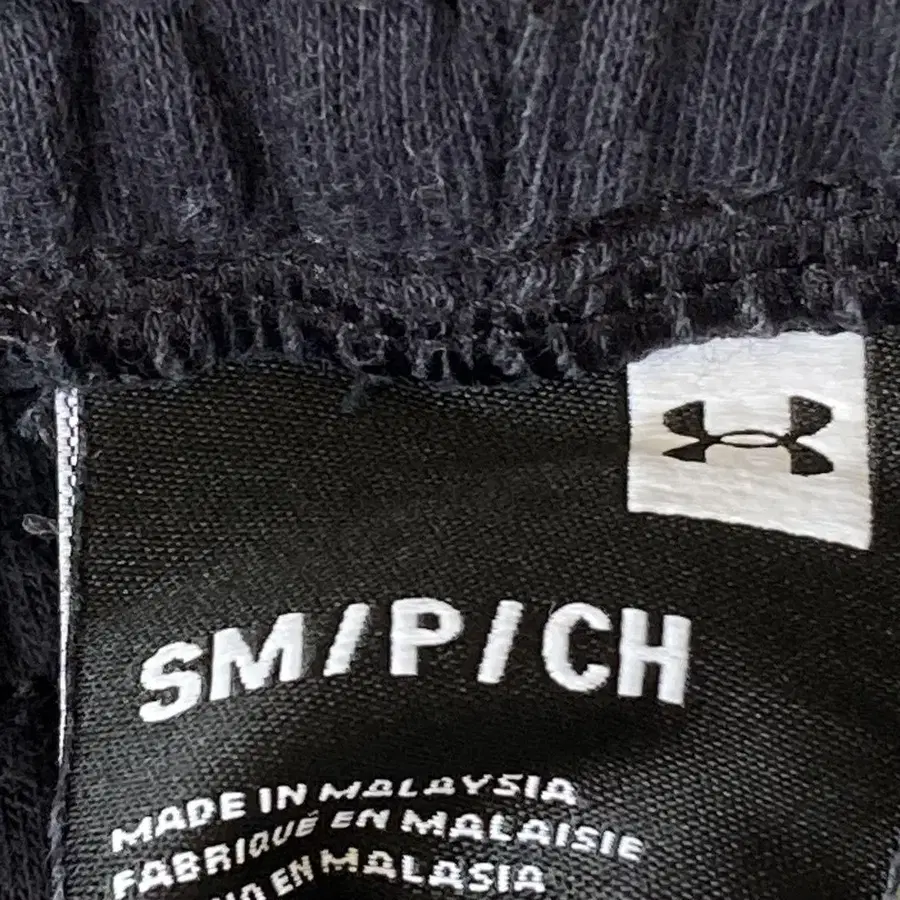 SM/P/CH
MADE IN MALAYSIA
FABRIQUÉ EN MALAISIE
EN MALASIA